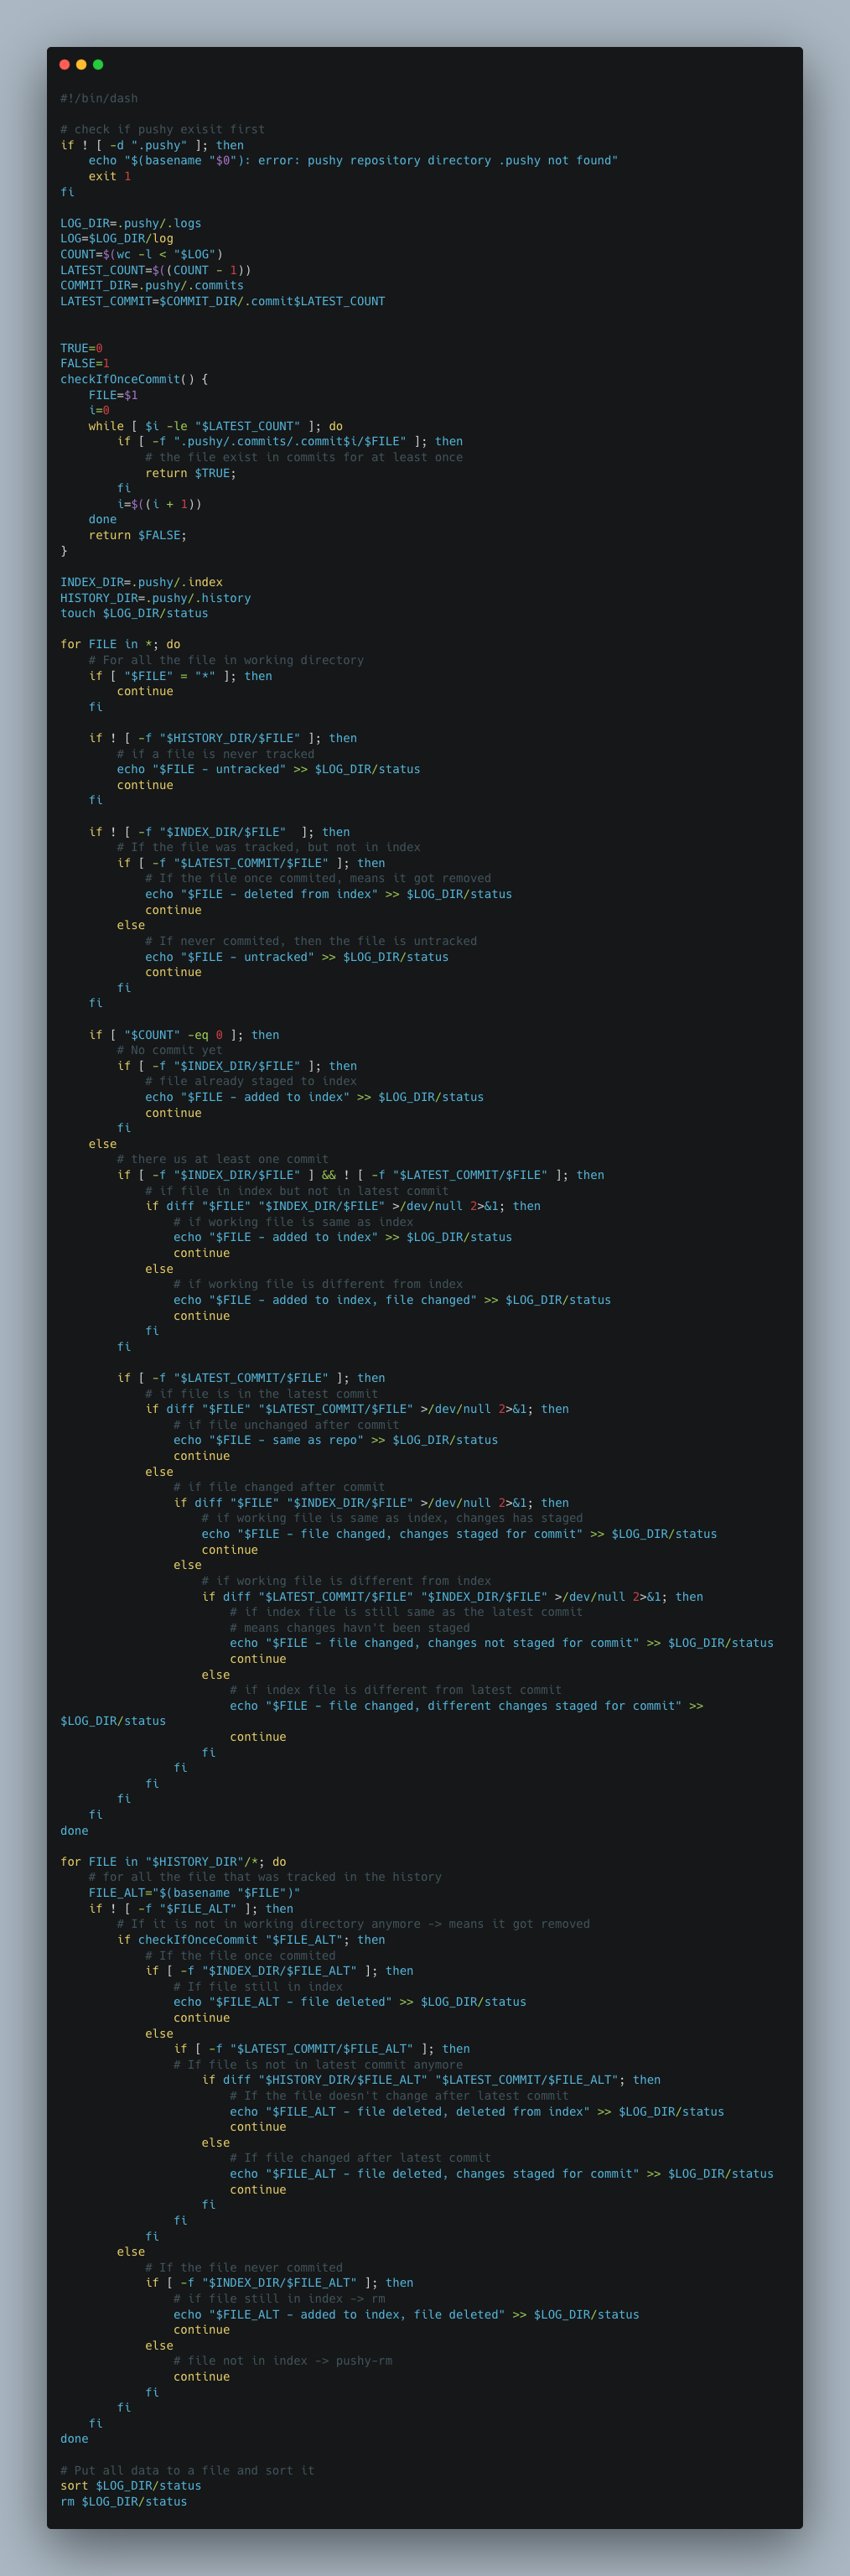 #!/bin/dash

# check if pushy exisit first
if ! [ -d ".pushy" ]; then
    echo "$(basename "$0"): error: pushy repository directory .pushy not found"
    exit 1
fi

LOG_DIR=.pushy/.logs
LOG=$LOG_DIR/log
COUNT=$(wc -l < "$LOG")
LATEST_COUNT=$((COUNT - 1))
COMMIT_DIR=.pushy/.commits
LATEST_COMMIT=$COMMIT_DIR/.commit$LATEST_COUNT


TRUE=0
FALSE=1
checkIfOnceCommit() {
    FILE=$1
    i=0
    while [ $i -le "$LATEST_COUNT" ]; do
        if [ -f ".pushy/.commits/.commit$i/$FILE" ]; then
            # the file exist in commits for at least once
            return $TRUE;
        fi
        i=$((i + 1))
    done
    return $FALSE;
}

INDEX_DIR=.pushy/.index
HISTORY_DIR=.pushy/.history
touch $LOG_DIR/status

for FILE in *; do
    # For all the file in working directory
    if [ "$FILE" = "*" ]; then
        continue
    fi

    if ! [ -f "$HISTORY_DIR/$FILE" ]; then
        # if a file is never tracked
        echo "$FILE - untracked" >> $LOG_DIR/status
        continue
    fi

    if ! [ -f "$INDEX_DIR/$FILE"  ]; then
        # If the file was tracked, but not in index
        if [ -f "$LATEST_COMMIT/$FILE" ]; then
            # If the file once commited, means it got removed
            echo "$FILE - deleted from index" >> $LOG_DIR/status
            continue
        else
            # If never commited, then the file is untracked
            echo "$FILE - untracked" >> $LOG_DIR/status
            continue
        fi
    fi

    if [ "$COUNT" -eq 0 ]; then
        # No commit yet
        if [ -f "$INDEX_DIR/$FILE" ]; then
            # file already staged to index
            echo "$FILE - added to index" >> $LOG_DIR/status
            continue
        fi
    else
        # there us at least one commit
        if [ -f "$INDEX_DIR/$FILE" ] && ! [ -f "$LATEST_COMMIT/$FILE" ]; then
            # if file in index but not in latest commit
            if diff "$FILE" "$INDEX_DIR/$FILE" >/dev/null 2>&1; then
                # if working file is same as index
                echo "$FILE - added to index" >> $LOG_DIR/status
                continue
            else
                # if working file is different from index
                echo "$FILE - added to index, file changed" >> $LOG_DIR/status
                continue
            fi
        fi

        if [ -f "$LATEST_COMMIT/$FILE" ]; then
            # if file is in the latest commit
            if diff "$FILE" "$LATEST_COMMIT/$FILE" >/dev/null 2>&1; then
                # if file unchanged after commit
                echo "$FILE - same as repo" >> $LOG_DIR/status
                continue
            else
                # if file changed after commit
                if diff "$FILE" "$INDEX_DIR/$FILE" >/dev/null 2>&1; then
                    # if working file is same as index, changes has staged
                    echo "$FILE - file changed, changes staged for commit" >> $LOG_DIR/status
                    continue
                else
                    # if working file is different from index
                    if diff "$LATEST_COMMIT/$FILE" "$INDEX_DIR/$FILE" >/dev/null 2>&1; then
                        # if index file is still same as the latest commit
                        # means changes havn't been staged
                        echo "$FILE - file changed, changes not staged for commit" >> $LOG_DIR/status
                        continue
                    else
                        # if index file is different from latest commit
                        echo "$FILE - file changed, different changes staged for commit" >>
$LOG_DIR/status
                        continue
                    fi
                fi
            fi
        fi
    fi
done

for FILE in "$HISTORY_DIR"/*; do
    # for all the file that was tracked in the history
    FILE_ALT="$(basename "$FILE")"
    if ! [ -f "$FILE_ALT" ]; then
        # If it is not in working directory anymore -> means it got removed
        if checkIfOnceCommit "$FILE_ALT"; then
            # If the file once commited
            if [ -f "$INDEX_DIR/$FILE_ALT" ]; then
                # If file still in index
                echo "$FILE_ALT - file deleted" >> $LOG_DIR/status
                continue
            else
                if [ -f "$LATEST_COMMIT/$FILE_ALT" ]; then
                # If file is not in latest commit anymore
                    if diff "$HISTORY_DIR/$FILE_ALT" "$LATEST_COMMIT/$FILE_ALT"; then
                        # If the file doesn't change after latest commit
                        echo "$FILE_ALT - file deleted, deleted from index" >> $LOG_DIR/status
                        continue
                    else
                        # If file changed after latest commit
                        echo "$FILE_ALT - file deleted, changes staged for commit" >> $LOG_DIR/status
                        continue
                    fi
                fi
            fi
        else
            # If the file never commited
            if [ -f "$INDEX_DIR/$FILE_ALT" ]; then
                # if file still in index -> rm
                echo "$FILE_ALT - added to index, file deleted" >> $LOG_DIR/status
                continue
            else
                # file not in index -> pushy-rm
                continue
            fi
        fi
    fi
done

# Put all data to a file and sort it
sort $LOG_DIR/status
rm $LOG_DIR/status